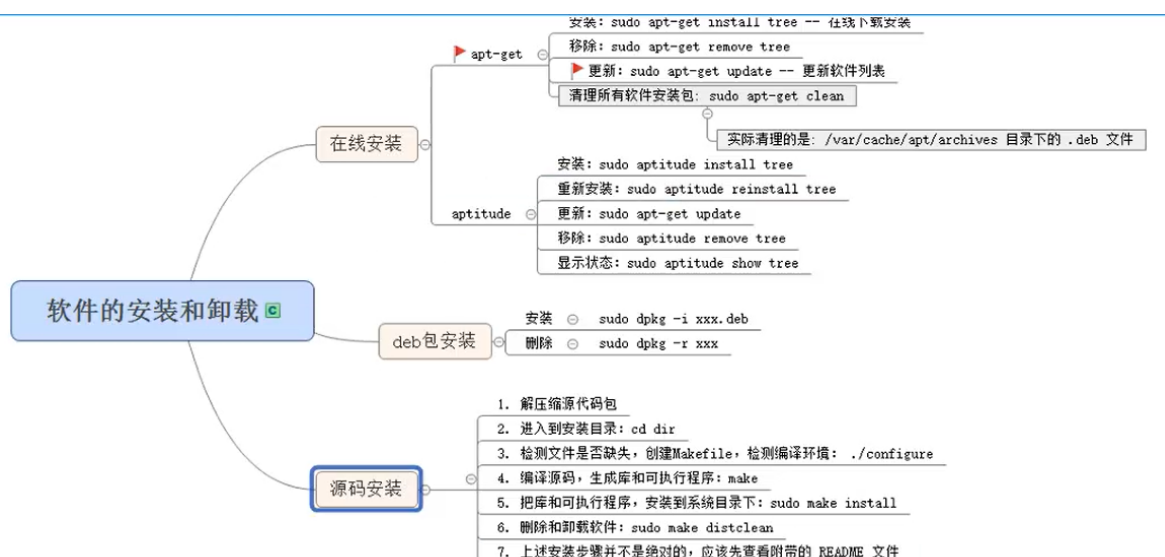 安装：sudo apt-get install tree -- 在线下载安装
apt-get
移除：sudo apt-get remove tree
更新：sudo apt-get update -- 更新软件列表
清理所有软件安装包：sudo apt-get clean
实际清理的是：/var/cache/apt/archives 目录下的 .deb 文件
在线安装
安装：sudo aptitude install tree
重新安装：sudo aptitude reinstall tree
aptitude
更新：sudo apt-get update
移除：sudo aptitude remove tree
显示状态：sudo aptitude show tree
软件的安装和卸载
C
deb包安装
安装 sudo dpkg -i xxx.deb
删除 sudo dpkg -r xxx
源码安装
1. 解压缩源代码包
2. 进入到安装目录：cd dir
3. 检测文件是否缺失，创建Makefile，检测编译环境： ./configure
4. 编译源码，生成库和可执行程序：make
5. 把库和可执行程序，安装到系统目录下：sudo make install
6. 删除和卸载软件：sudo make distclean
7. 上述安装步骤并不是绝对的，应该先查看附带的 README 文件